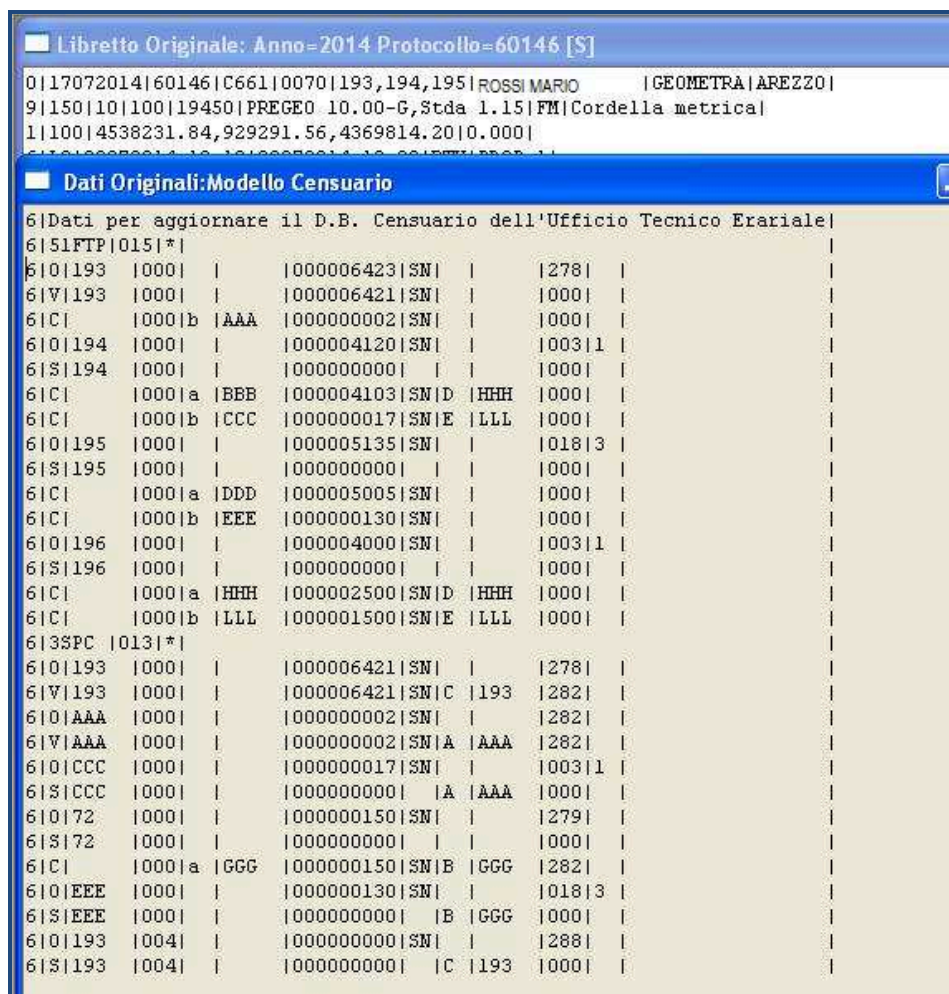 Libretto Originale: Anno=2014 Protocollo=60146 [S]
0|17072014|60146|C661|0070|193,194,195|ROSSI MARIO |GEOMETRA|AREZZO|
9|150|10|100|19450|PREGEO 10.00-G,Stda 1.15|FM|Cordella metrica|
1|100|4538231.84,929291.56,4369814.20|0.000|
Dati Originali:Modello Censuario
6|Dati per aggiornare il D.B. Censuario dell'Ufficio Tecnico Erariale|
6|51FTP|015|*| |
6|O|193 |000| | |000006423|SN| | |278| | |
6|V|193 |000| | |000006421|SN| | |000| | |
6|C| |000|b |AAA |000000002|SN| | |000| | |
6|O|194 |000| | |000004120|SN| | |003|1 | |
6|S|194 |000| | |000000000| | | |000| | |
6|C| |000|a |BBB |000004103|SN|D |HHH |000| | |
6|C| |000|b |CCC |000000017|SN|E |LLL |000| | |
6|O|195 |000| | |000005135|SN| | |018|3 | |
6|S|195 |000| | |000000000| | | |000| | |
6|C| |000|a |DDD |000005005|SN| | |000| | |
6|C| |000|b |EEE |000000130|SN| | |000| | |
6|O|196 |000| | |000004000|SN| | |003|1 | |
6|S|196 |000| | |000000000| | | |000| | |
6|C| |000|a |HHH |000002500|SN|D |HHH |000| | |
6|C| |000|b |LLL |000001500|SN|E |LLL |000| | |
6|3SPC |013|*| |
6|O|193 |000| | |000006421|SN| | |278| | |
6|V|193 |000| | |000006421|SN|C |193 |282| | |
6|O|AAA |000| | |000000002|SN| | |282| | |
6|V|AAA |000| | |000000002|SN|A |AAA |282| | |
6|O|CCC |000| | |000000017|SN| | |003|1 | |
6|S|CCC |000| | |000000000| |A |AAA |000| | |
6|O|72 |000| | |000000150|SN| | |279| | |
6|S|72 |000| | |000000000| | | |000| | |
6|C| |000|a |GGG |000000150|SN|B |GGG |282| | |
6|O|EEE |000| | |000000130|SN| | |018|3 | |
6|S|EEE |000| | |000000000| |B |GGG |000| | |
6|O|193 |004| | |000000000|SN| | |288| | |
6|S|193 |004| | |000000000| |C |193 |000| | |